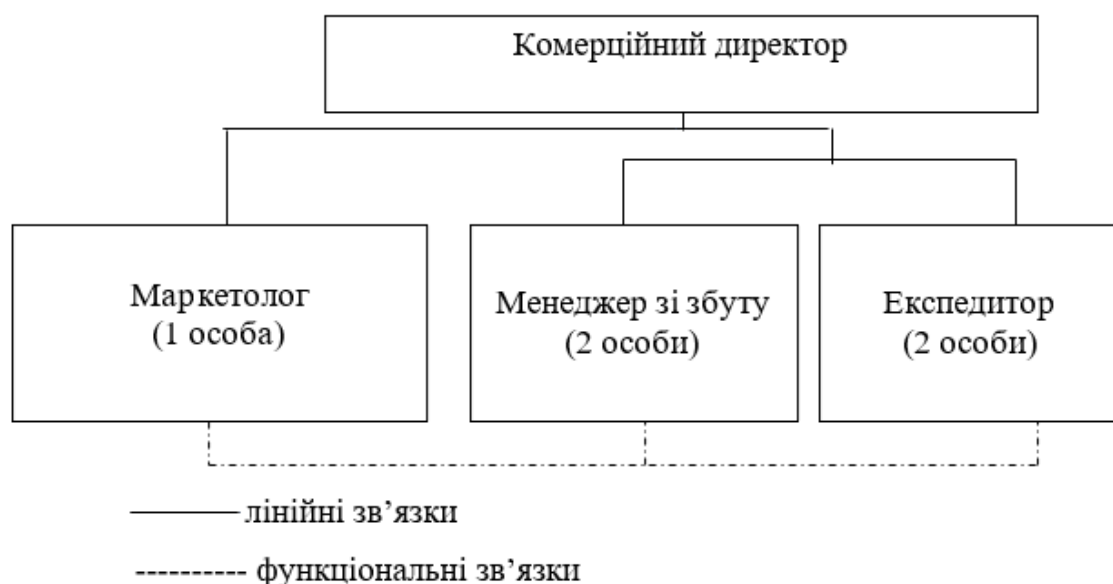 Комерційний директор
Маркетолог
(1 особа)
Менеджер зі збуту
(2 особи)
Експедитор
(2 особи)
лінійні зв’язки
функціональні зв’язки